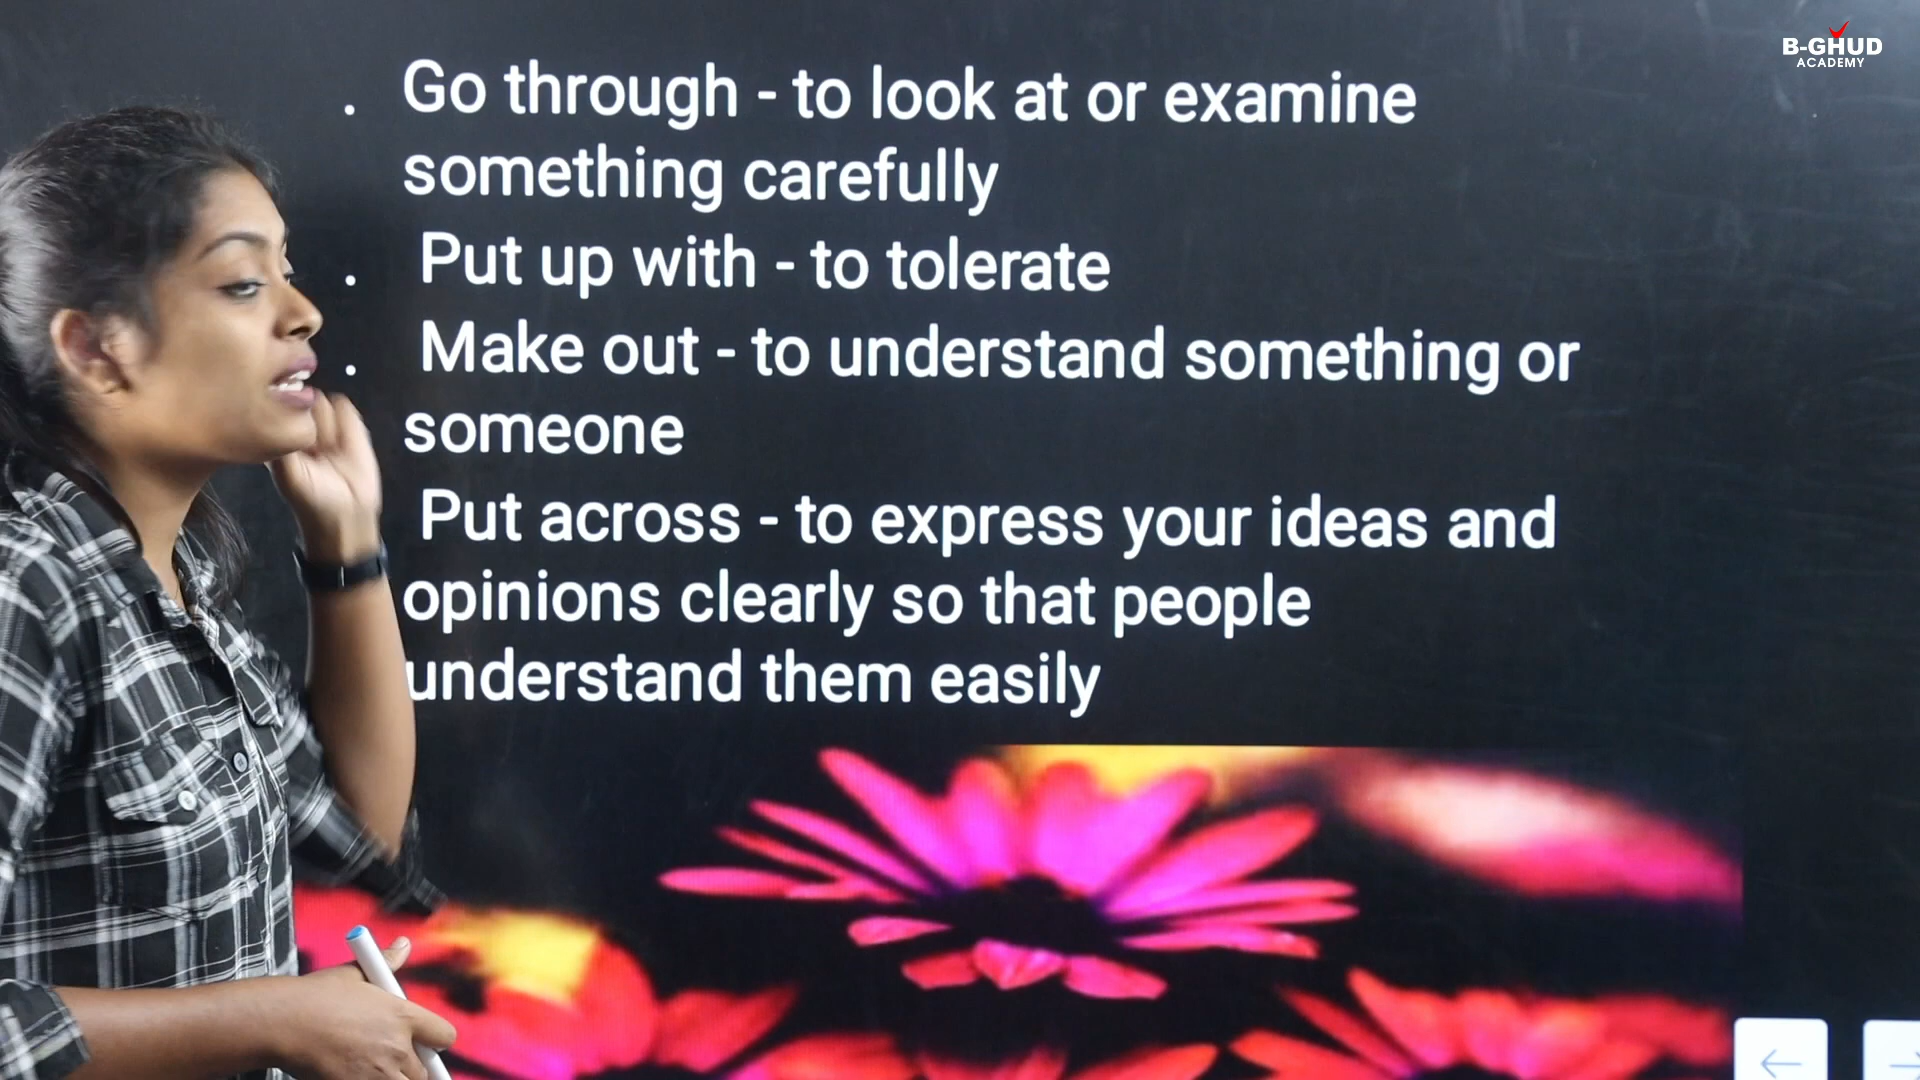 B-GHUD
ACADEMY
. Go through - to look at or examine
something carefully
. Put up with - to tolerate
. Make out - to understand something or
someone
Put across - to express your ideas and
opinions clearly so that people
understand them easily